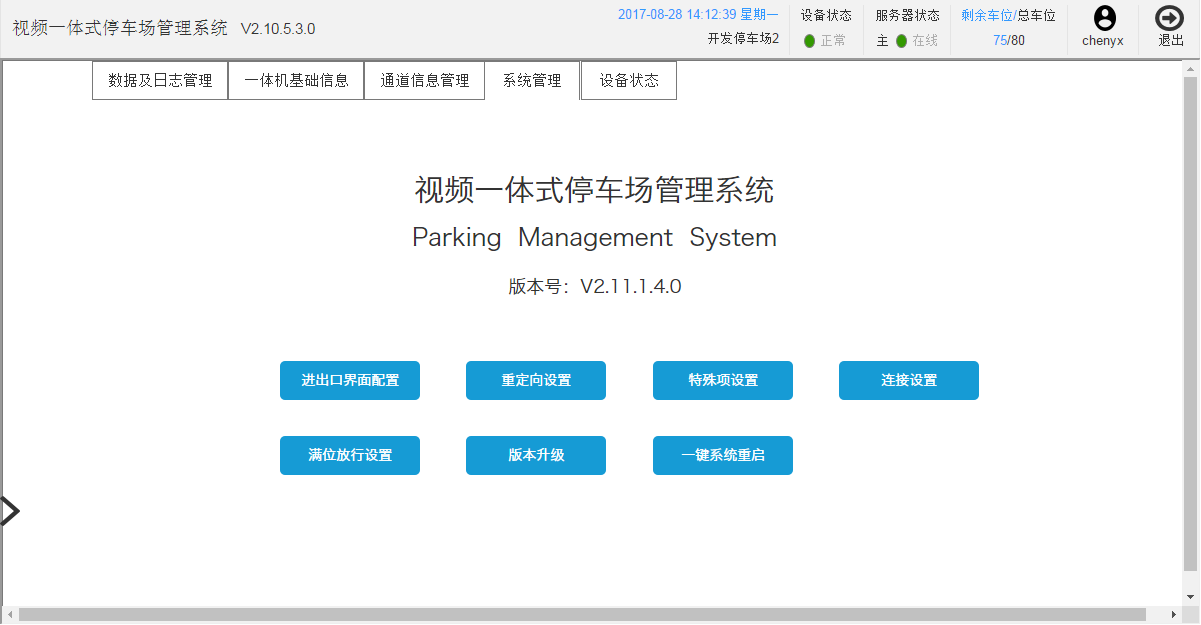 视频一体式停车场管理系统 V2.10.5.3.0
2017-08-28 14:12:39 星期一
开发停车场2
设备状态
正常
服务器状态
主 在线
剩余车位/总车位
75/80
chenyx
退出
数据及日志管理 一体机基础信息 通道信息管理 系统管理 设备状态
视频一体式停车场管理系统
Parking Management System
版本号：V2.11.1.4.0
进出口界面配置 重定向设置 特殊项设置 连接设置
满位放行设置 版本升级 一键系统重启